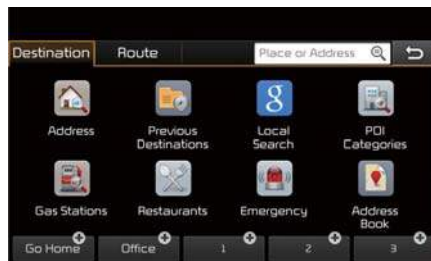 Destination Route Place or Address
Address Previous Destinations Local Search POI Categories
Gas Stations Restaurants Emergency Address Book
Go Home Office 1 2 3